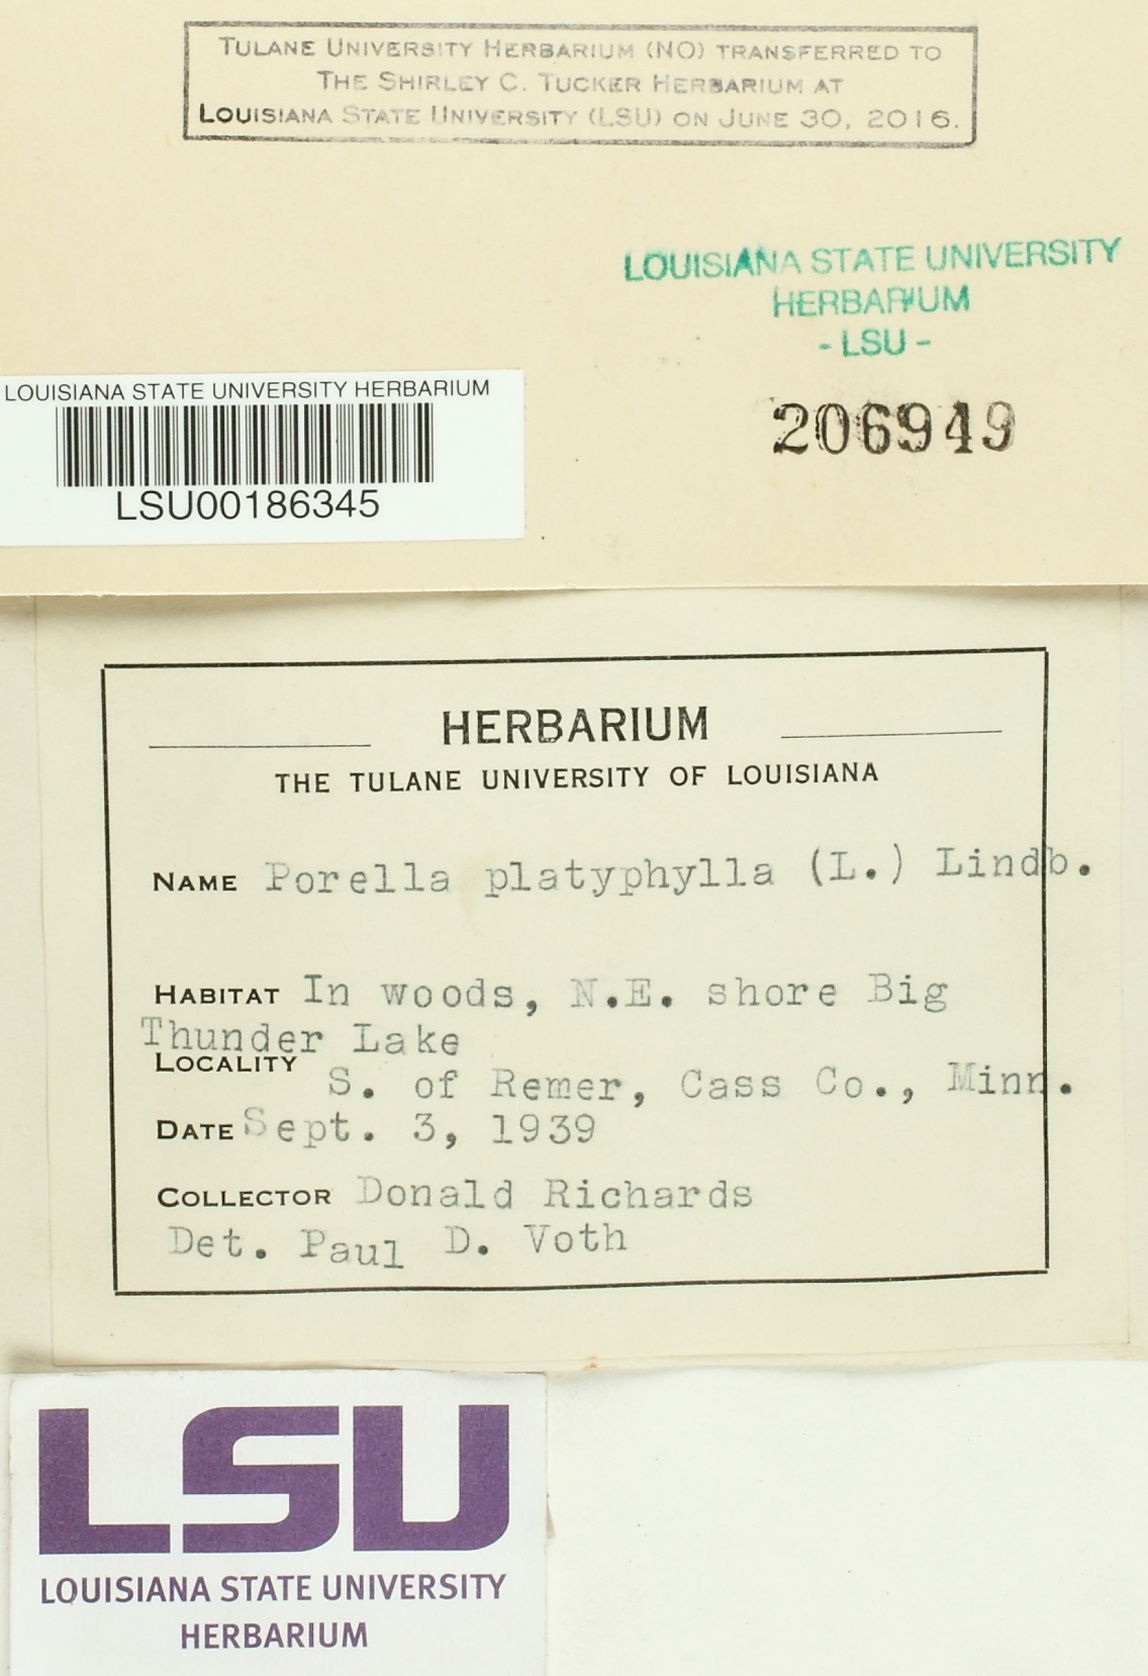 TULANE UNIVERSITY HERBARIUM (NO) TRANSFERRED TO
THE SHIRLEY C. TUCKER HERBARIUM AT
LOUISIANA STATE UNIVERSITY (LSU) ON JUNE 30, 2016.
LOUISIANA STATE UNIVERSITY
HERBARIUM
- LSU -
206949
LOUISIANA STATE UNIVERSITY HERBARIUM
LSU00186345
HERBARIUM
THE TULANE UNIVERSITY OF LOUISIANA
NAME Porella platyphylla (L.) Lindb.
HABITAT In woods, N.E. shore Big
Thunder Lake
LOCALITY S. of Remer, Cass Co., Minn.
DATE Sept. 3, 1939
COLLECTOR Donald Richards
Det. Paul D. Voth
LSU
LOUISIANA STATE UNIVERSITY
HERBARIUM